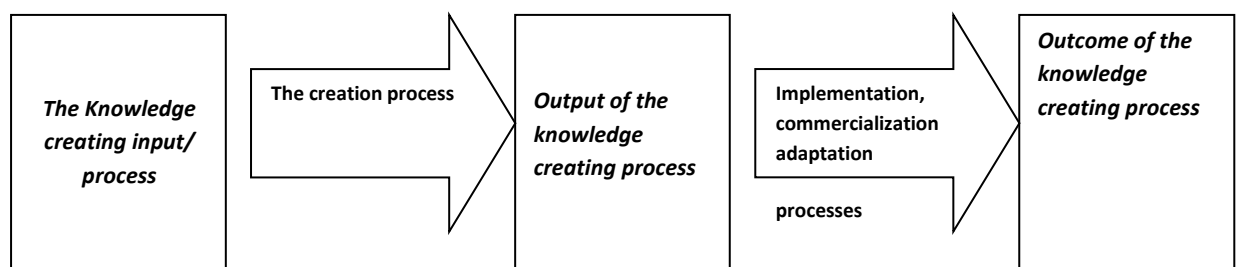 The Knowledge
creating input/
process
The creation process
Output of the
knowledge
creating process
Implementation,
commercialization
adaptation
processes
Outcome of the
knowledge
creating process